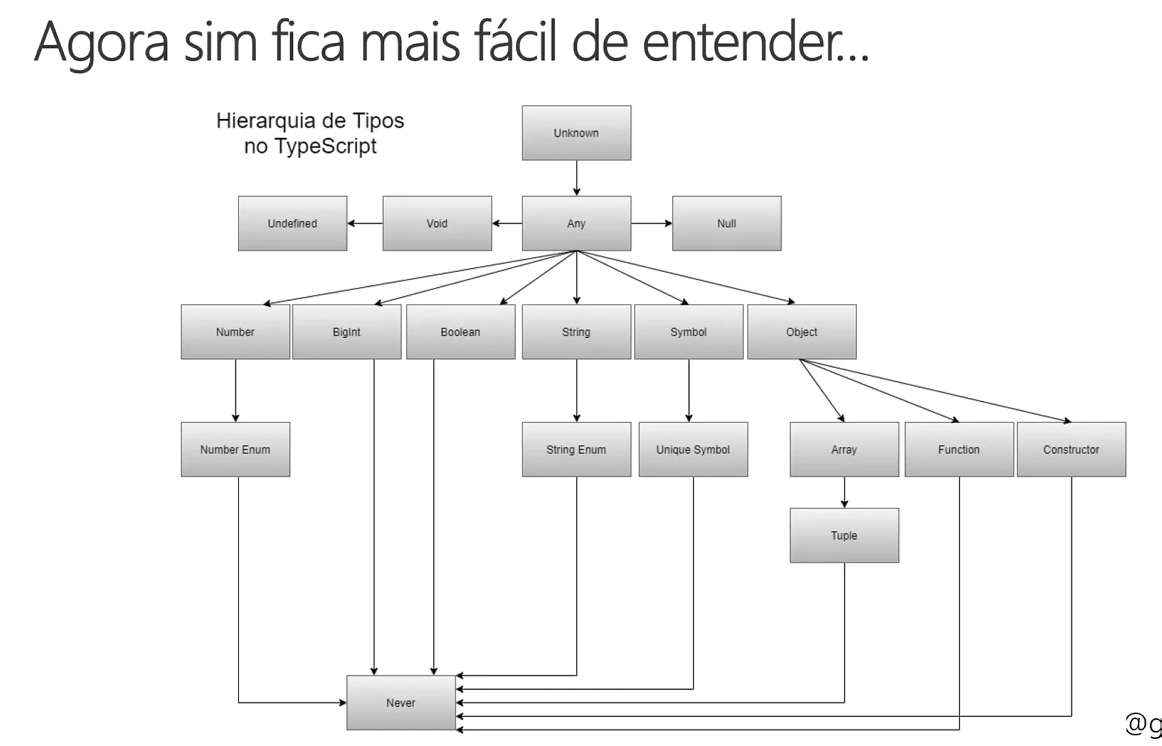 Agora sim fica mais fácil de entender...
Hierarquia de Tipos
no TypeScript
Unknown
Undefined
Void
Any
Null
Number
BigInt
Boolean
String
Symbol
Object
Number Enum
String Enum
Unique Symbol
Array
Function
Constructor
Tuple
Never
@g